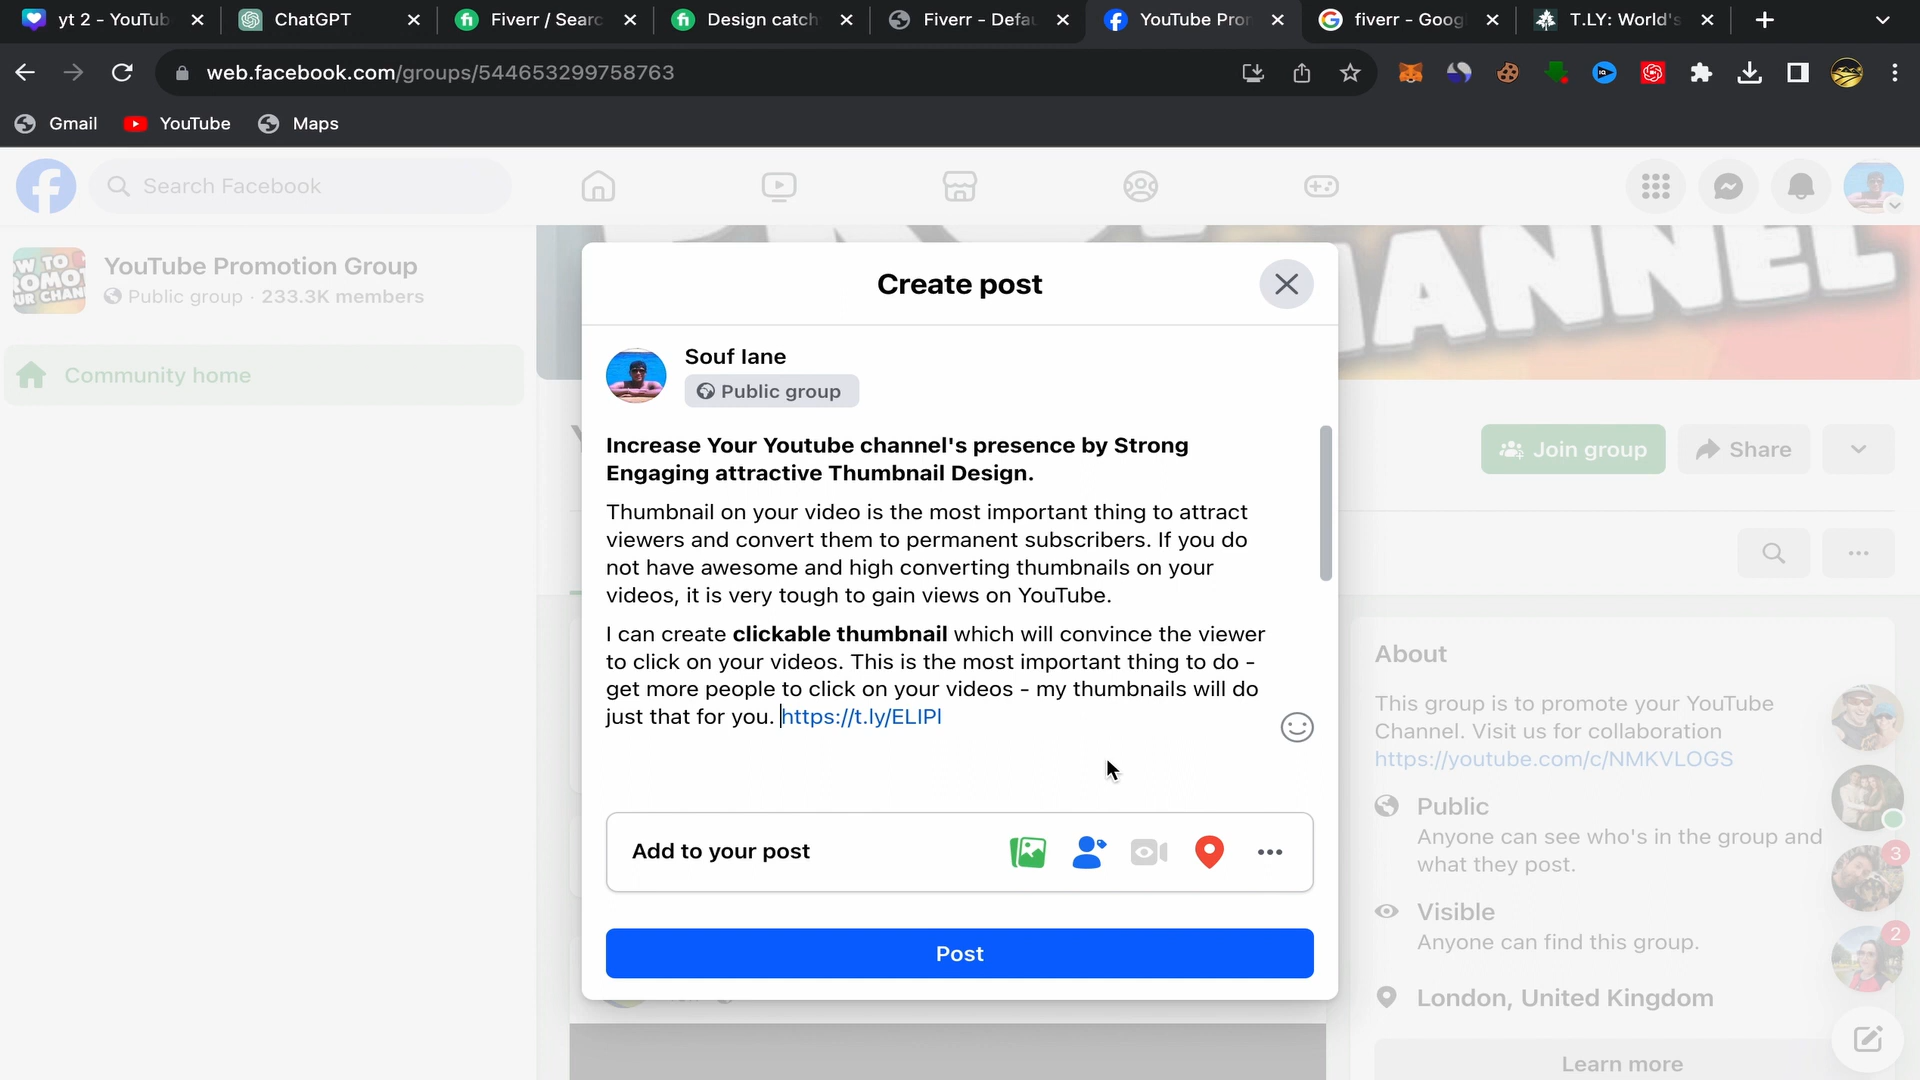 yt 2 - YouTub
ChatGPT
Fiverr / Searc
Design catch
Fiverr - Defau
YouTube Pror
fiverr - Goog
T.LY: World's
web.facebook.com/groups/544653299758763
Gmail
YouTube
Maps
Search Facebook
YouTube Promotion Group
Public group · 233.3K members
Community home
CHANNEL
Join group
Share
Create post
Souf Iane
Public group
Increase Your Youtube channel's presence by Strong
Engaging attractive Thumbnail Design.
Thumbnail on your video is the most important thing to attract
viewers and convert them to permanent subscribers. If you do
not have awesome and high converting thumbnails on your
videos, it is very tough to gain views on YouTube.
I can create clickable thumbnail which will convince the viewer
to click on your videos. This is the most important thing to do -
get more people to click on your videos - my thumbnails will do
just that for you. https://t.ly/ELIPl
Add to your post
Post
About
This group is to promote your YouTube
Channel. Visit us for collaboration
https://youtube.com/c/NMKVLOGS
Public
Anyone can see who's in the group and
what they post.
3
Visible
Anyone can find this group.
2
London, United Kingdom
Learn more